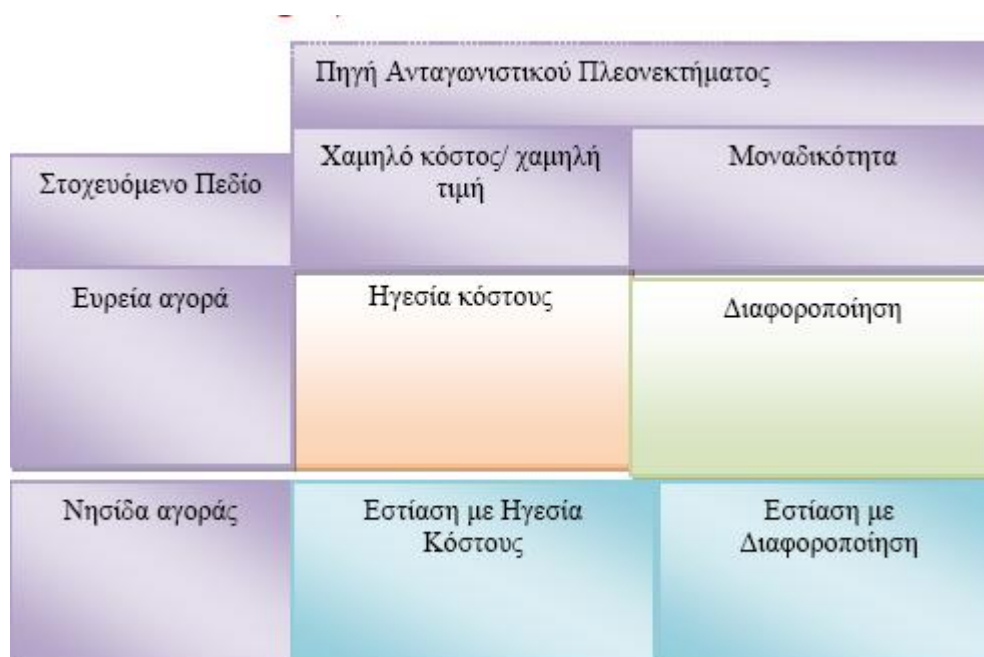 Πηγή Ανταγωνιστικού Πλεονεκτήματος
Στοχευόμενο Πεδίο
Χαμηλό κόστος/ χαμηλή
τιμή
Μοναδικότητα
Ευρεία αγορά
Ηγεσία κόστους
Διαφοροποίηση
Νησίδα αγοράς
Εστίαση με Ηγεσία
Κόστους
Εστίαση με
Διαφοροποίηση